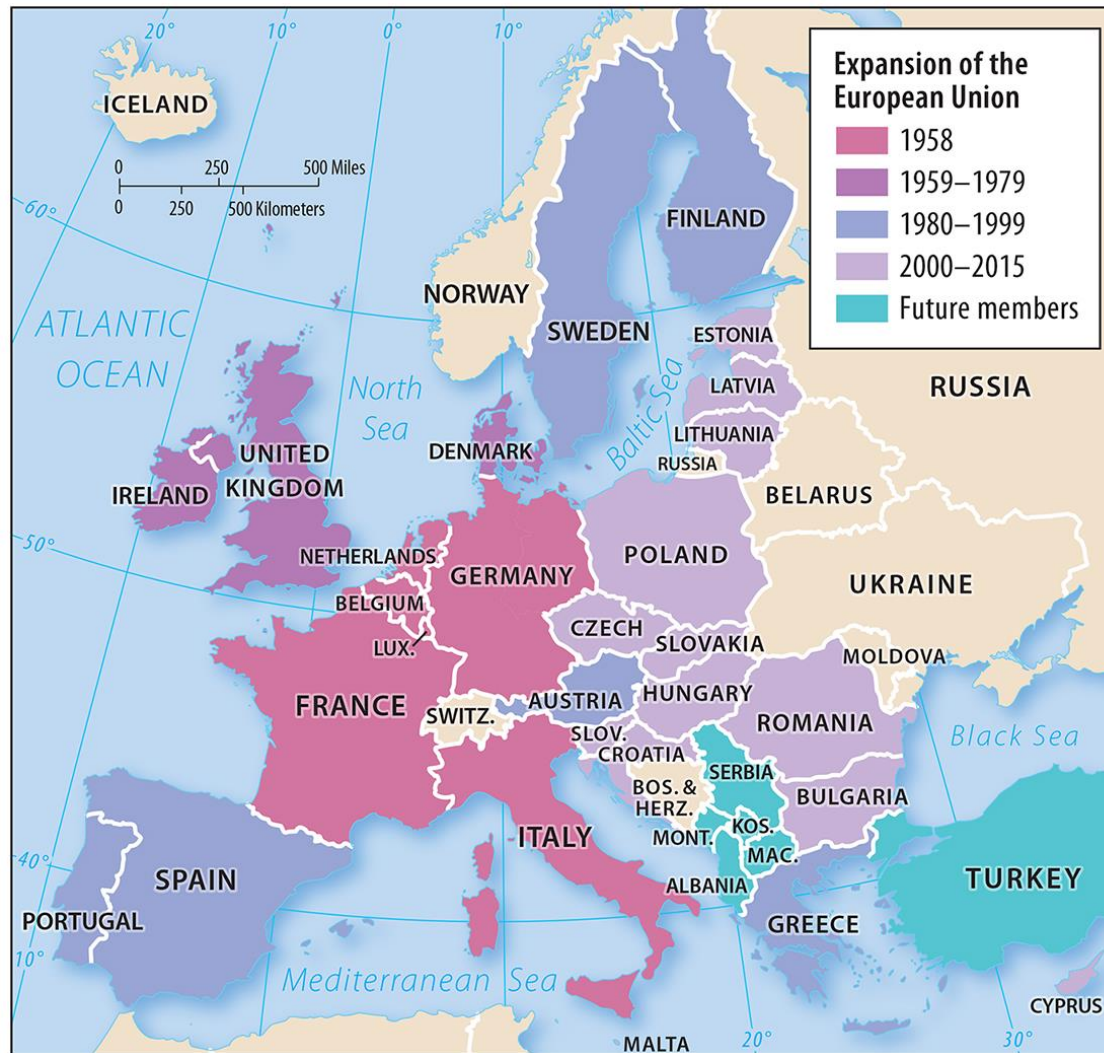 20°
10°
0°
10°
Expansion of the
European Union
1958
1959–1979
1980–1999
2000–2015
Future members
ICELAND
0 250 500 Miles
0 250 500 Kilometers
60°
FINLAND
NORWAY
SWEDEN
ATLANTIC
OCEAN
North
Sea
Baltic Sea
ESTONIA
LATVIA
LITHUANIA
RUSSIA
RUSSIA
BELARUS
DENMARK
UNITED
KINGDOM
IRELAND
50°
NETHERLANDS
GERMANY
POLAND
UKRAINE
BELGIUM
LUX.
CZECH
SLOVAKIA
MOLDOVA
FRANCE
SWITZ.
AUSTRIA
HUNGARY
ROMANIA
SLOV.
CROATIA
Black Sea
BOS. &
HERZ.
SERBIA
BULGARIA
MONT.
KOS.
MAC.
ITALY
ALBANIA
40°
SPAIN
PORTUGAL
GREECE
TURKEY
10°
Mediterranean Sea
CYPRUS
MALTA
0°
10°
20°
30°